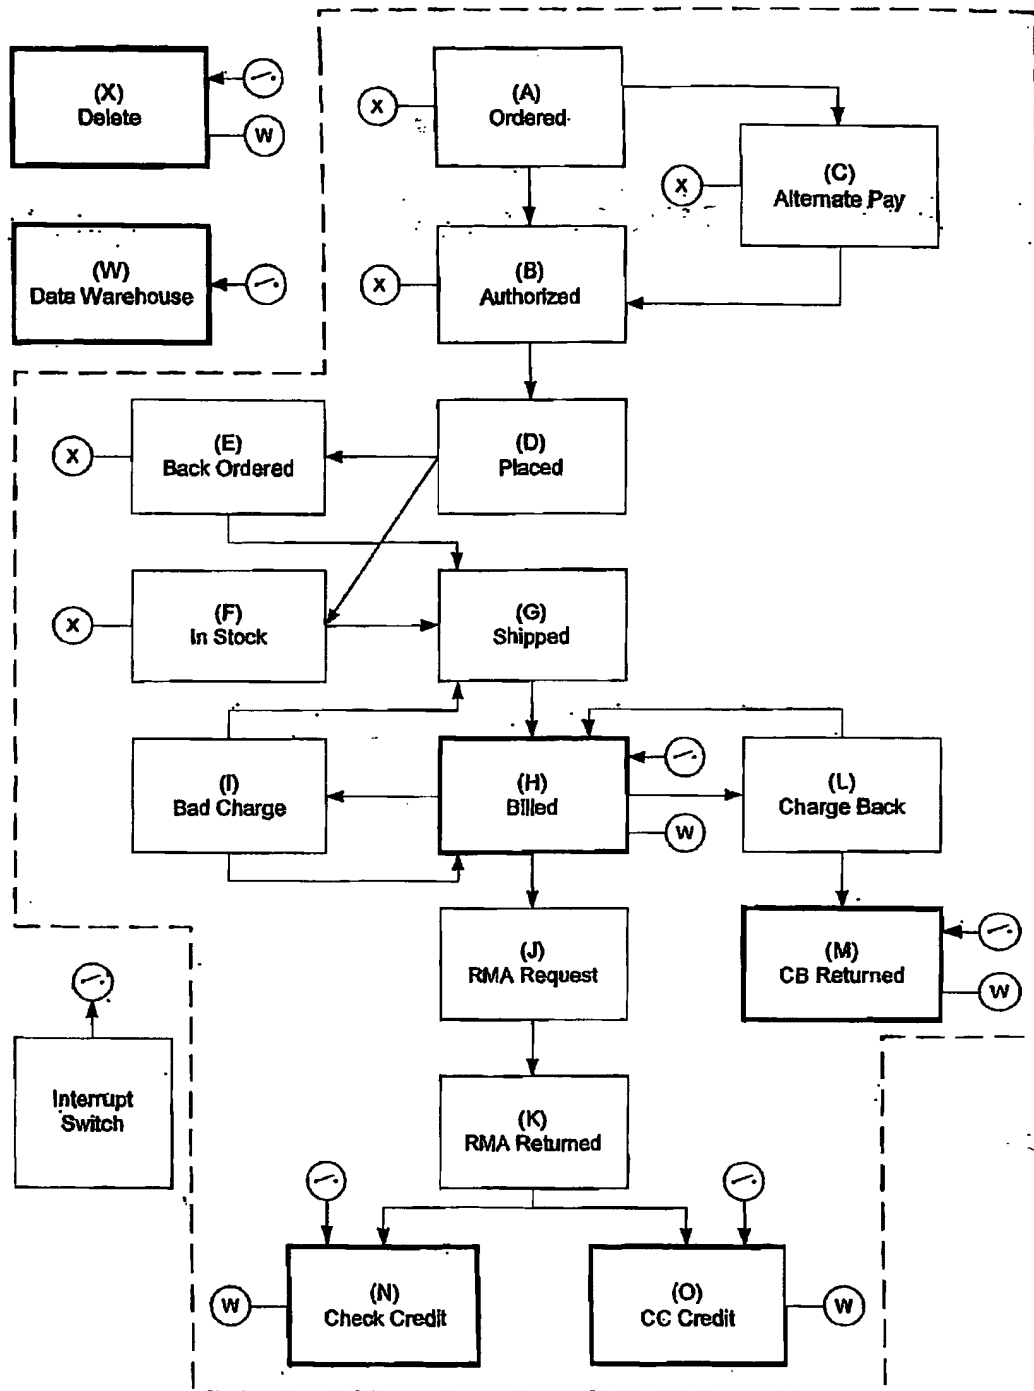 (X)
Delete
W
(W)
Data Warehouse
X
(A)
Ordered
X
(C)
Alternate Pay
X
(B)
Authorized
X
(E)
Back Ordered
(D)
Placed
X
(F)
In Stock
(G)
Shipped
(I)
Bad Charge
(H)
Billed
W
(L)
Charge Back
(J)
RMA Request
(M)
CB Returned
W
Interrupt
Switch
(K)
RMA Returned
W
(N)
Check Credit
(O)
CC Credit
W